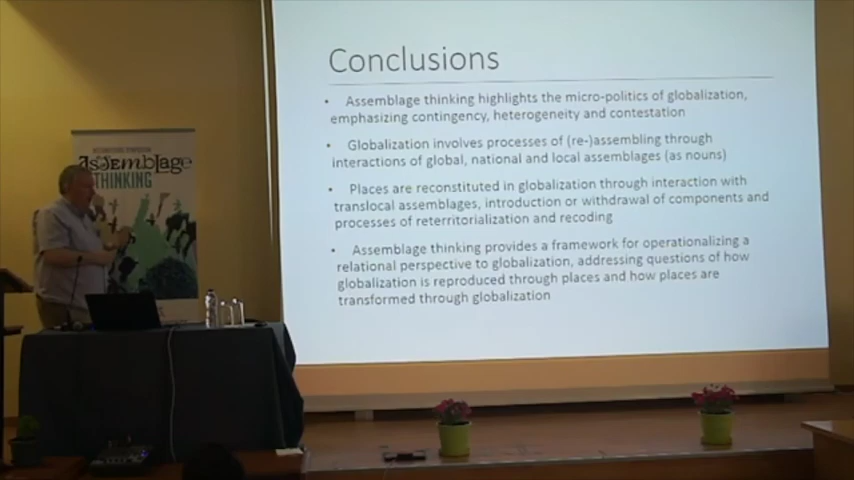 Conclusions
• Assemblage thinking highlights the micro-politics of globalization,
emphasizing contingency, heterogeneity and contestation
• Globalization involves processes of (re-)assembling through
interactions of global, national and local assemblages (as nouns)
• Places are reconstituted in globalization through interaction with
translocal assemblages, introduction or withdrawal of components and
processes of reterritorialization and recoding
• Assemblage thinking provides a framework for operationalizing a
relational perspective to globalization, addressing questions of how
globalization is reproduced through places and how places are
transformed through globalization
INTERNATIONAL SYMPOSIUM
Assemblage
THINKING